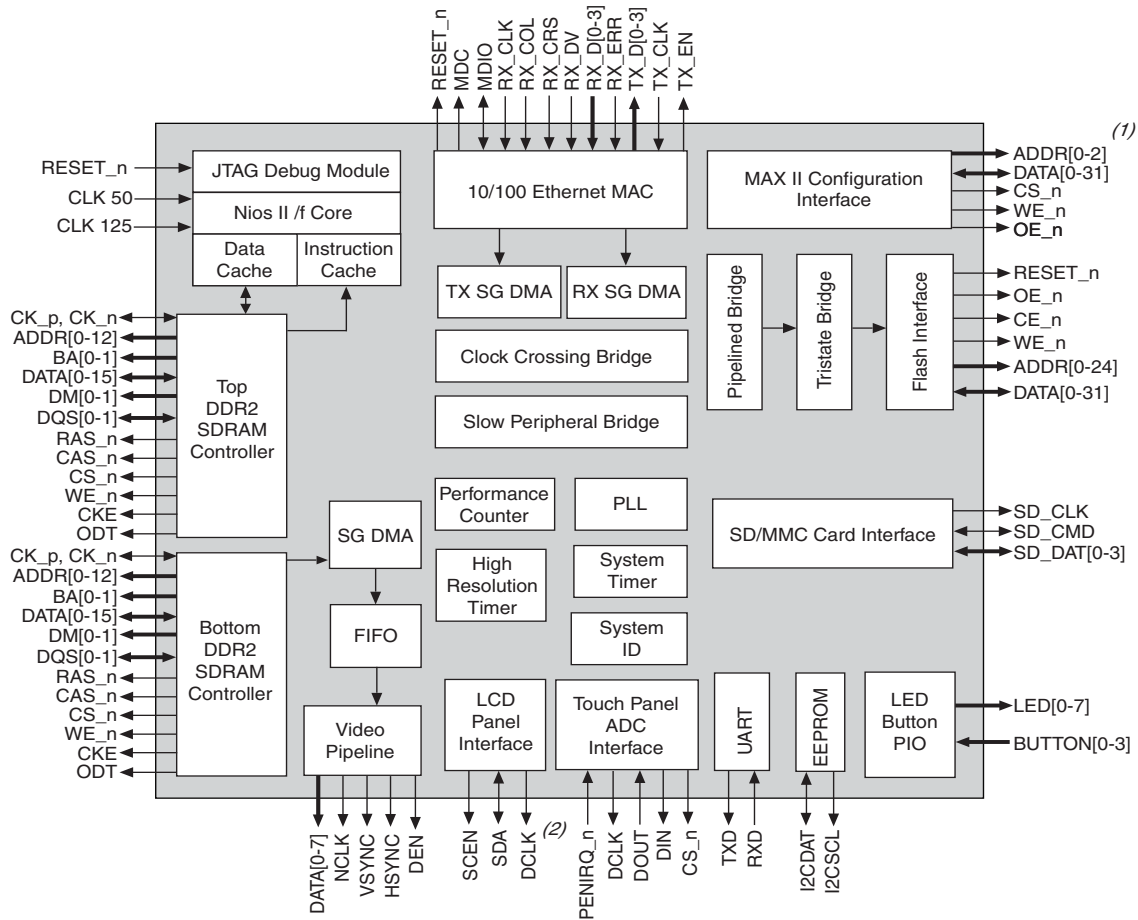 RESET_n
MDC
MDIO
RX_CLK
RX_COL
RX_CRS
RX_DV
RX_D[0-3]
RX_ERR
TX_D[0-3]
TX_CLK
TX_EN
(1)
RESET_n
CLK 50
CLK 125
JTAG Debug Module
Nios II /f Core
Data
Cache
Instruction
Cache
10/100 Ethernet MAC
TX SG DMA
RX SG DMA
Clock Crossing Bridge
Slow Peripheral Bridge
MAX II Configuration
Interface
ADDR[0-2]
DATA[0-31]
CS_n
WE_n
OE_n
Pipelined Bridge
Tristate Bridge
Flash Interface
RESET_n
OE_n
CE_n
WE_n
ADDR[0-24]
DATA[0-31]
CK_p, CK_n
ADDR[0-12]
BA[0-1]
DATA[0-15]
DM[0-1]
DQS[0-1]
RAS_n
CAS_n
CS_n
WE_n
CKE
ODT
Top
DDR2
SDRAM
Controller
CK_p, CK_n
ADDR[0-12]
BA[0-1]
DATA[0-15]
DM[0-1]
DQS[0-1]
RAS_n
CAS_n
CS_n
WE_n
CKE
ODT
Bottom
DDR2
SDRAM
Controller
SG DMA
FIFO
Video
Pipeline
Performance
Counter
High
Resolution
Timer
PLL
System
Timer
System
ID
SD/MMC Card Interface
SD_CLK
SD_CMD
SD_DAT[0-3]
LCD
Panel
Interface
Touch Panel
ADC
Interface
UART
EEPROM
LED
Button
PIO
LED[0-7]
BUTTON[0-3]
DATA[0-7]
NCLK
VSYNC
HSYNC
DEN
SCEN
SDA
DCLK
(2)
PENIRQ_n
DCLK
DOUT
DIN
CS_n
TXD
RXD
I2CDAT
I2CSCL